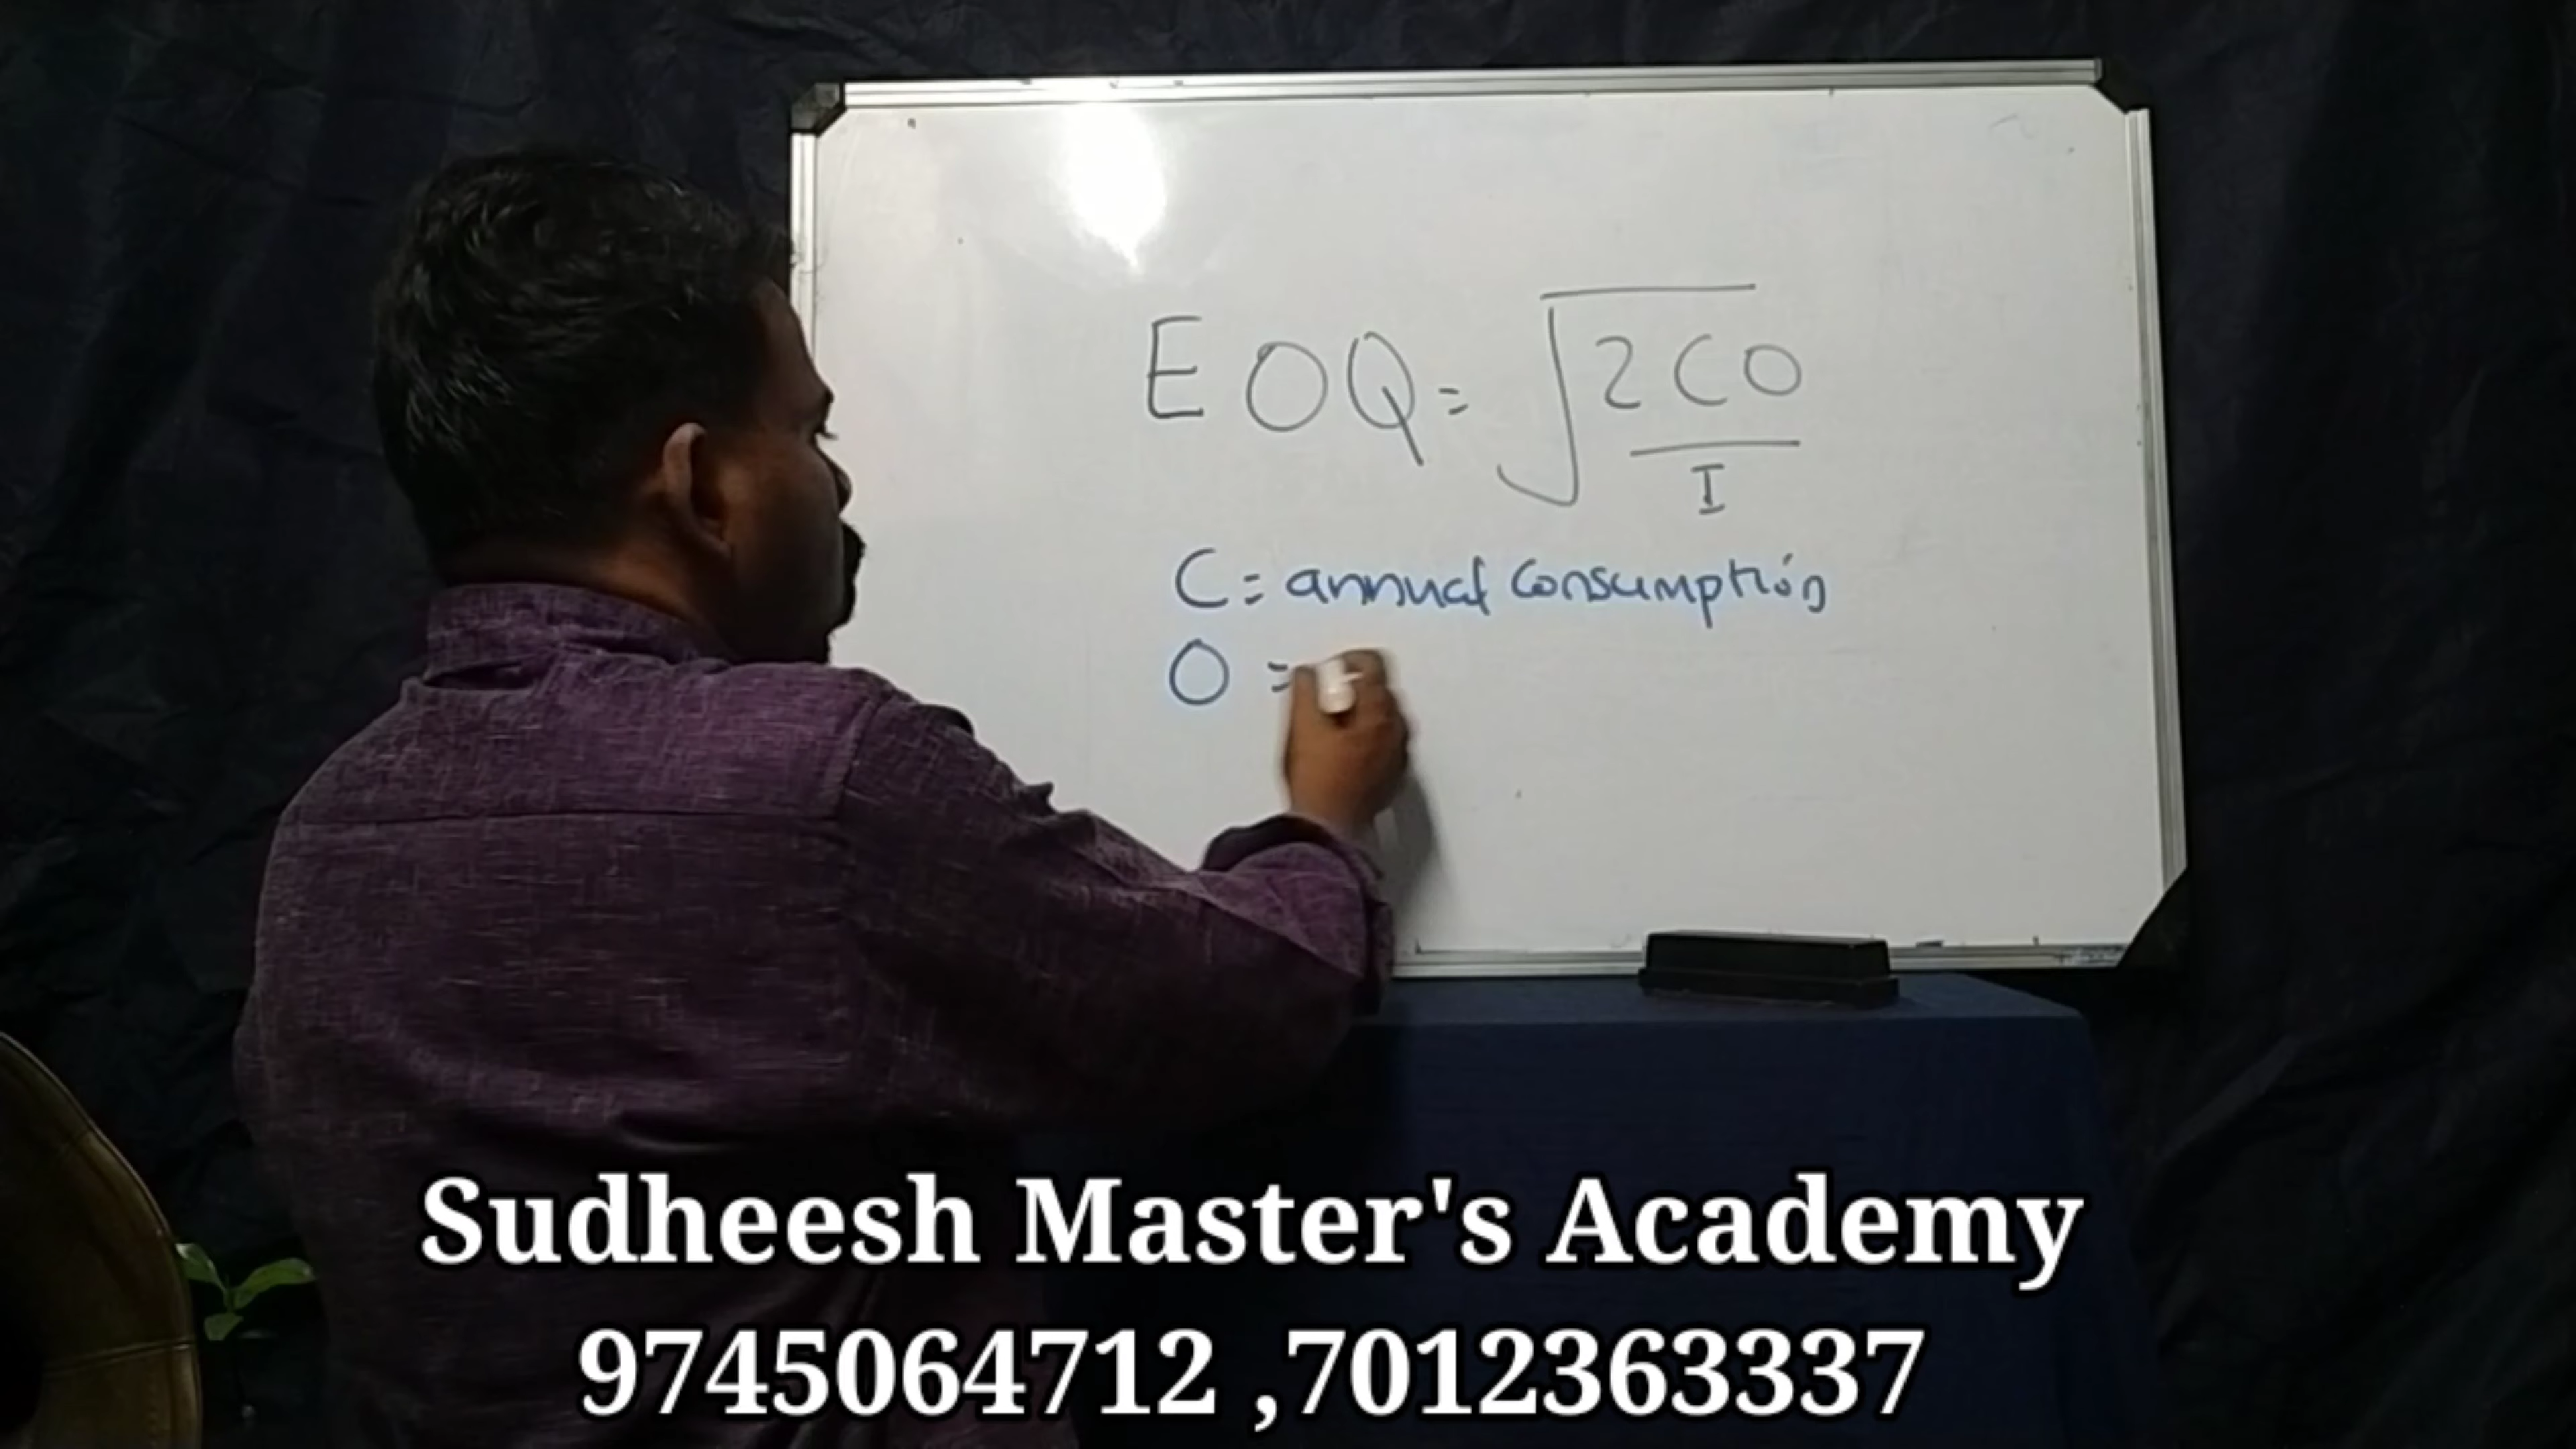 EOQ = √2CO
I
C = annual consumption
O =
Sudheesh Master's Academy
9745064712 ,7012363337